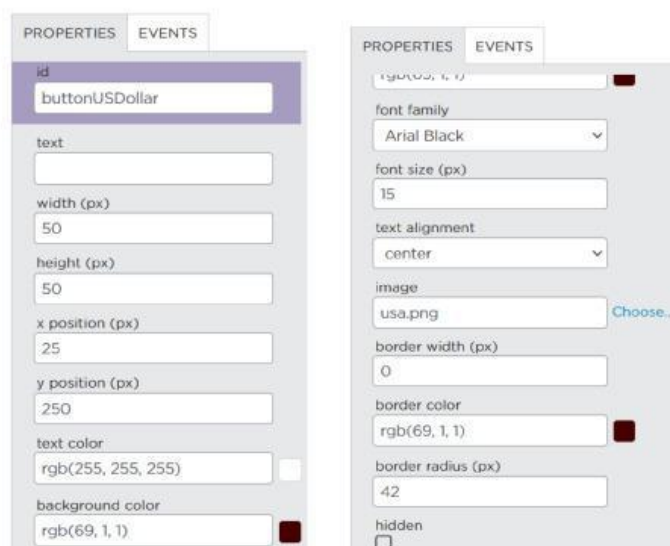 PROPERTIES EVENTS
id
buttonUSDollar
text
width (px)
50
height (px)
50
x position (px)
25
y position (px)
250
text color
rgb(255, 255, 255)
background color
rgb(69, 1, 1)
PROPERTIES EVENTS
font family
Arial Black
font size (px)
15
text alignment
center
image
usa.png Choose..
border width (px)
0
border color
rgb(69, 1, 1)
border radius (px)
42
hidden